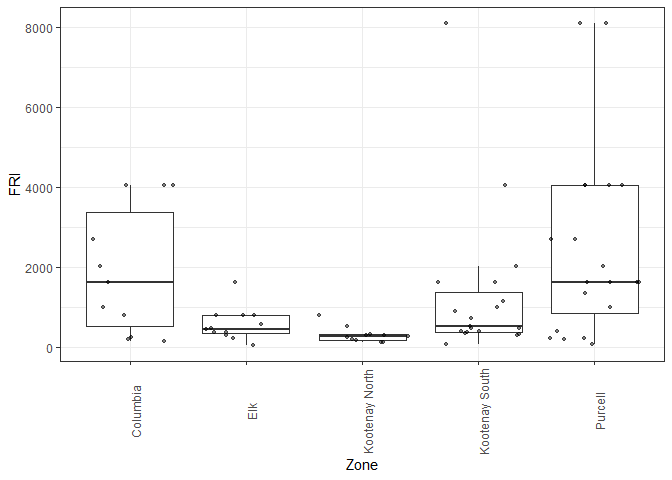 8000
6000
4000
2000
0
FRI
Columbia
Elk
Kootenay North
Kootenay South
Purcell
Zone